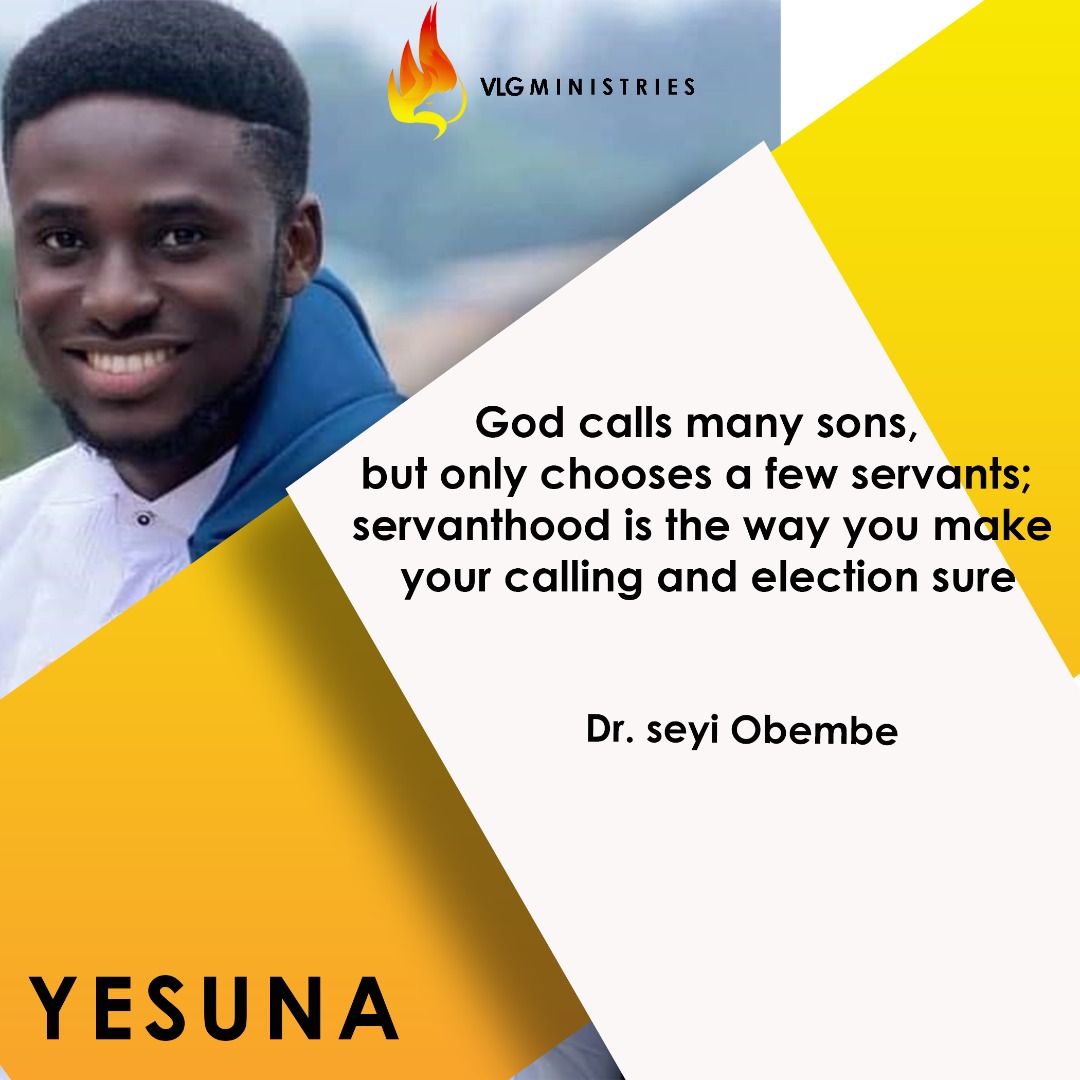 VLG MINISTRIES
God calls many sons,
but only chooses a few servants;
servanthood is the way you make
your calling and election sure
Dr. seyi Obembe
YESUNA